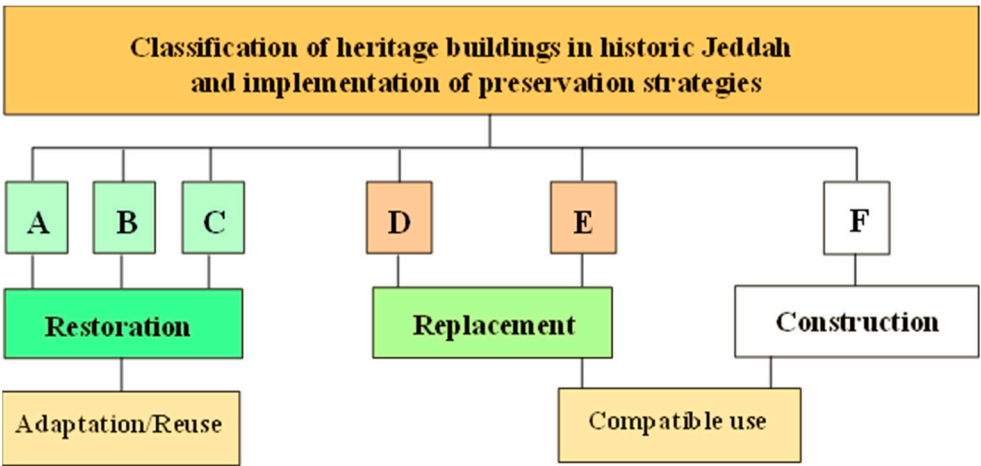 Classification of heritage buildings in historic Jeddah
and implementation of preservation strategies
A B C D E F
Restoration Replacement Construction
Adaptation/Reuse Compatible use